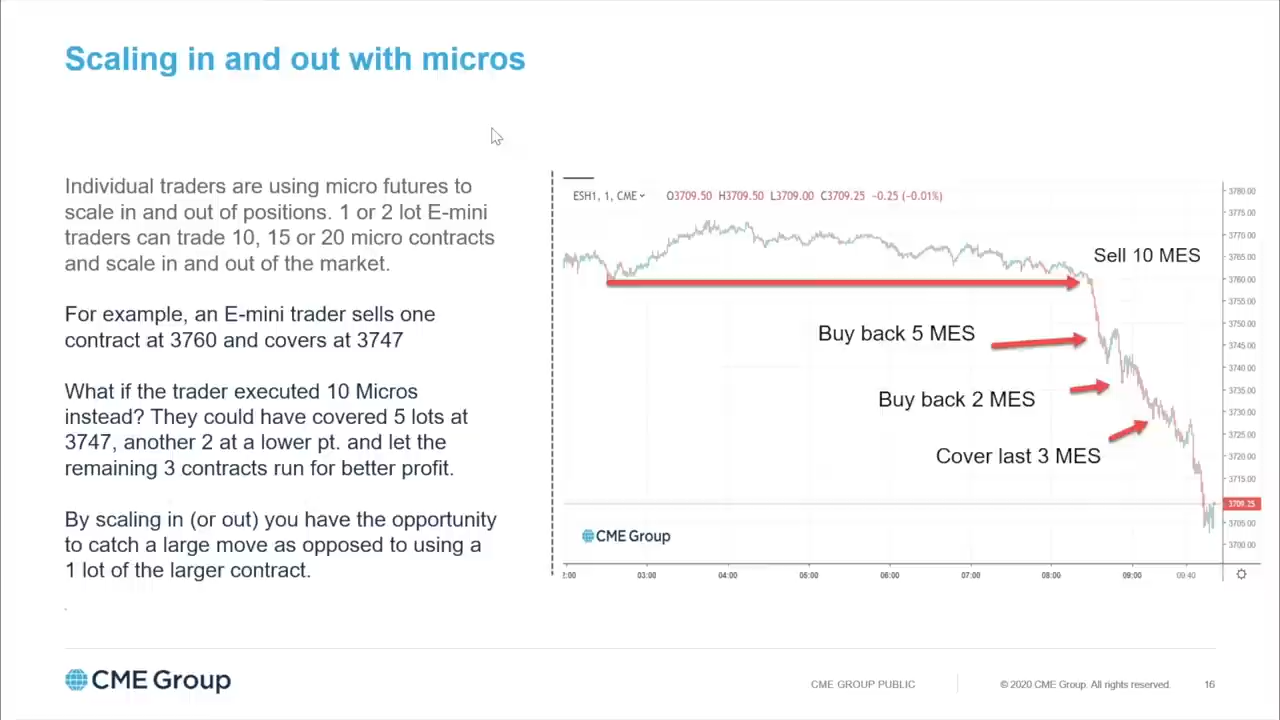 Scaling in and out with micros
Individual traders are using micro futures to
scale in and out of positions. 1 or 2 lot E-mini
traders can trade 10, 15 or 20 micro contracts
and scale in and out of the market.
For example, an E-mini trader sells one
contract at 3760 and covers at 3747
What if the trader executed 10 Micros
instead? They could have covered 5 lots at
3747, another 2 at a lower pt. and let the
remaining 3 contracts run for better profit.
By scaling in (or out) you have the opportunity
to catch a large move as opposed to using a
1 lot of the larger contract.
.
ESH1, 1, CME O3709.50 H3709.50 L3709.00 C3709.25 −0.25 (−0.01%)
Sell 10 MES
Buy back 5 MES
Buy back 2 MES
Cover last 3 MES
3780.00
3775.00
3770.00
3765.00
3760.00
3755.00
3750.00
3745.00
3740.00
3735.00
3730.00
3725.00
3720.00
3715.00
3709.25
3705.00
3700.00
CME Group
2:00 03:00 04:00 05:00 06:00 07:00 08:00 09:00 09:40
CME Group
CME GROUP PUBLIC
© 2020 CME Group. All rights reserved.
16